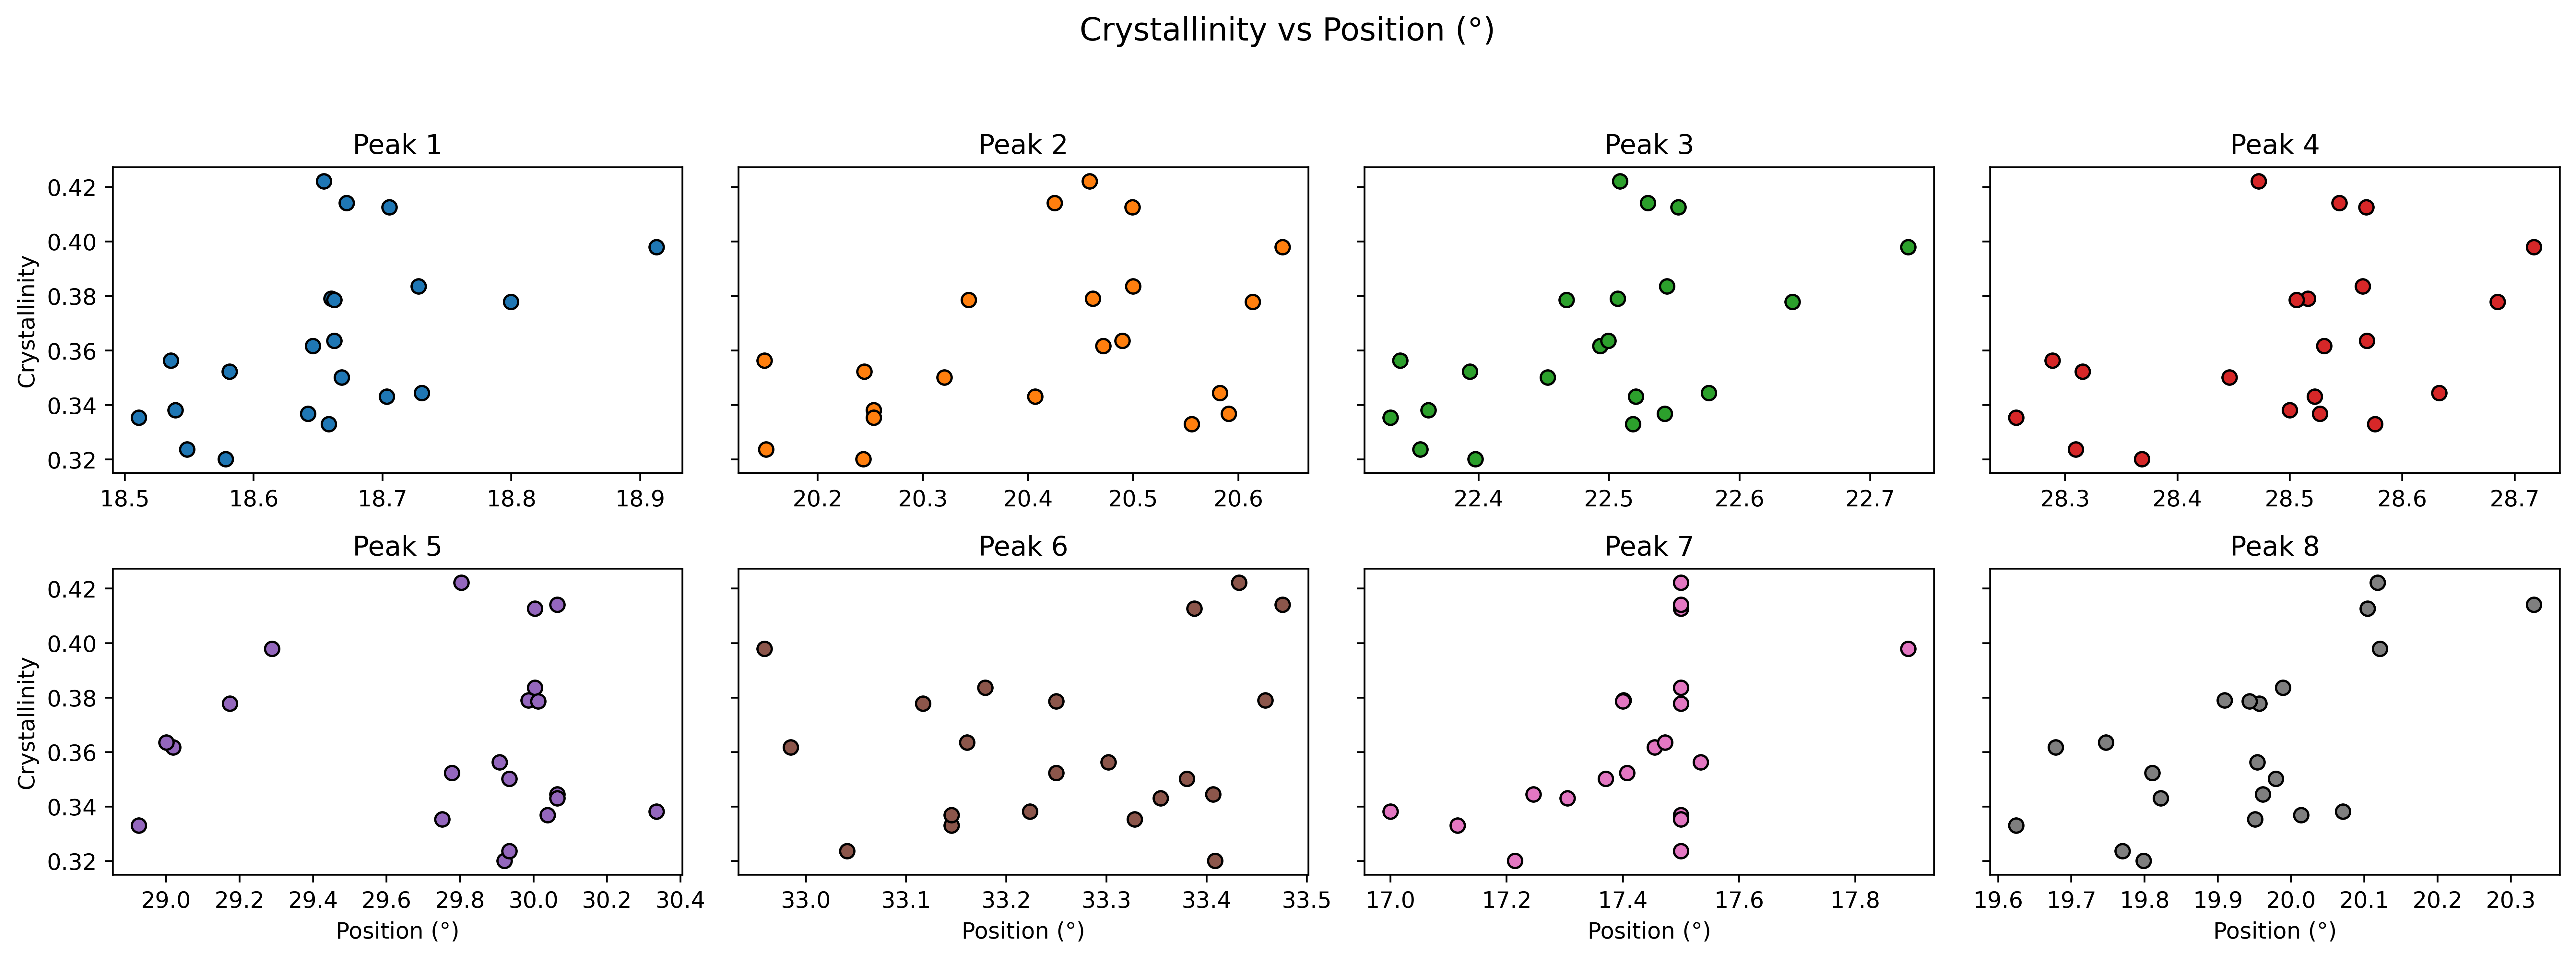 Crystallinity vs Position (°)
Peak 1
Peak 2
Peak 3
Peak 4
Crystallinity
0.42
0.40
0.38
0.36
0.34
0.32
18.5 18.6 18.7 18.8 18.9
20.2 20.3 20.4 20.5 20.6
22.4 22.5 22.6 22.7
28.3 28.4 28.5 28.6 28.7
Peak 5
Peak 6
Peak 7
Peak 8
Crystallinity
0.42
0.40
0.38
0.36
0.34
0.32
29.0 29.2 29.4 29.6 29.8 30.0 30.2 30.4
33.0 33.1 33.2 33.3 33.4 33.5
17.0 17.2 17.4 17.6 17.8
19.6 19.7 19.8 19.9 20.0 20.1 20.2 20.3
Position (°)
Position (°)
Position (°)
Position (°)